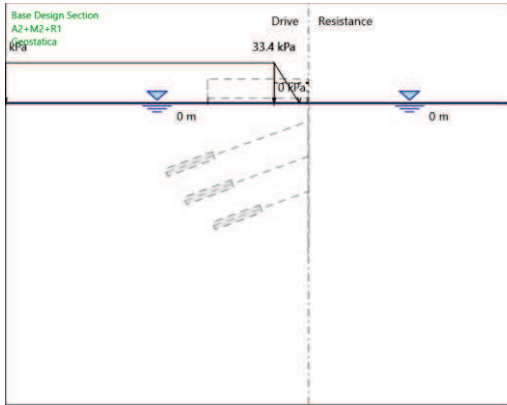 Base Design Section
A2+M2+R1
Geostatica
kPa
Drive
Resistance
33.4 kPa
0 kPa
0 m
0 m